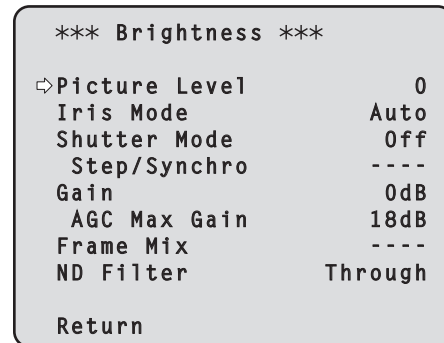 *** Brightness ***
⇨Picture Level 0
Iris Mode Auto
Shutter Mode Off
Step/Synchro ----
Gain 0dB
AGC Max Gain 18dB
Frame Mix ----
ND Filter Through
Return